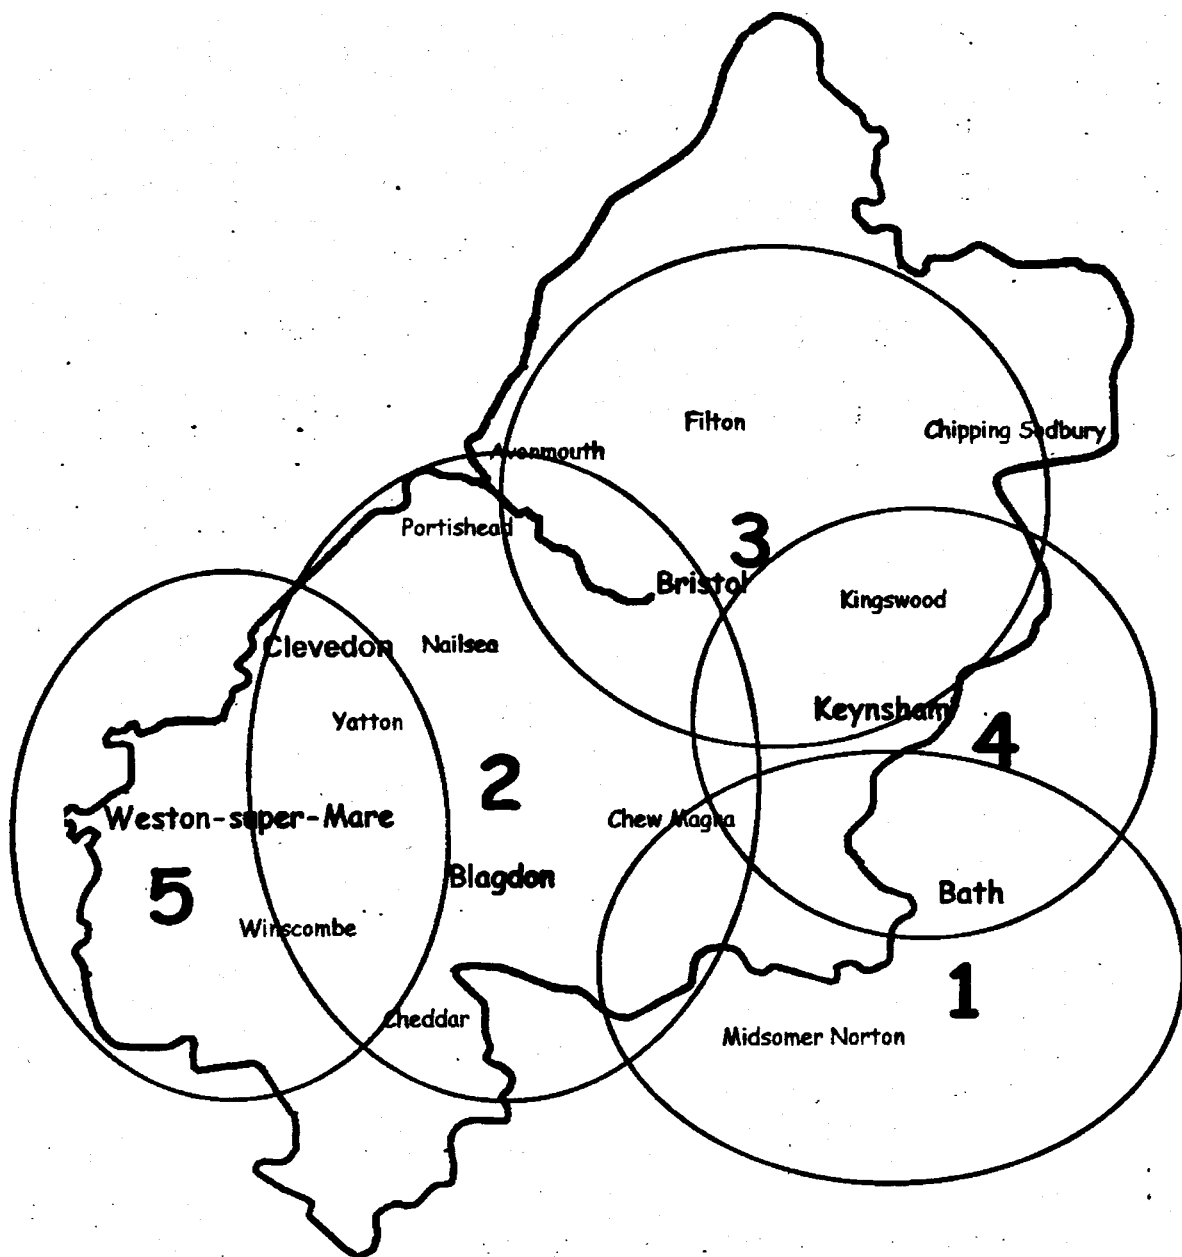 Filton
Chipping Sodbury
Avonmouth
Portishead
3
Bristol
Kingswood
Clevedon
Nailsea
Keynsham
Yatton
4
2
Weston-super-Mare
Chew Magna
Blagdon
5
Bath
Winscombe
1
Cheddar
Midsomer Norton